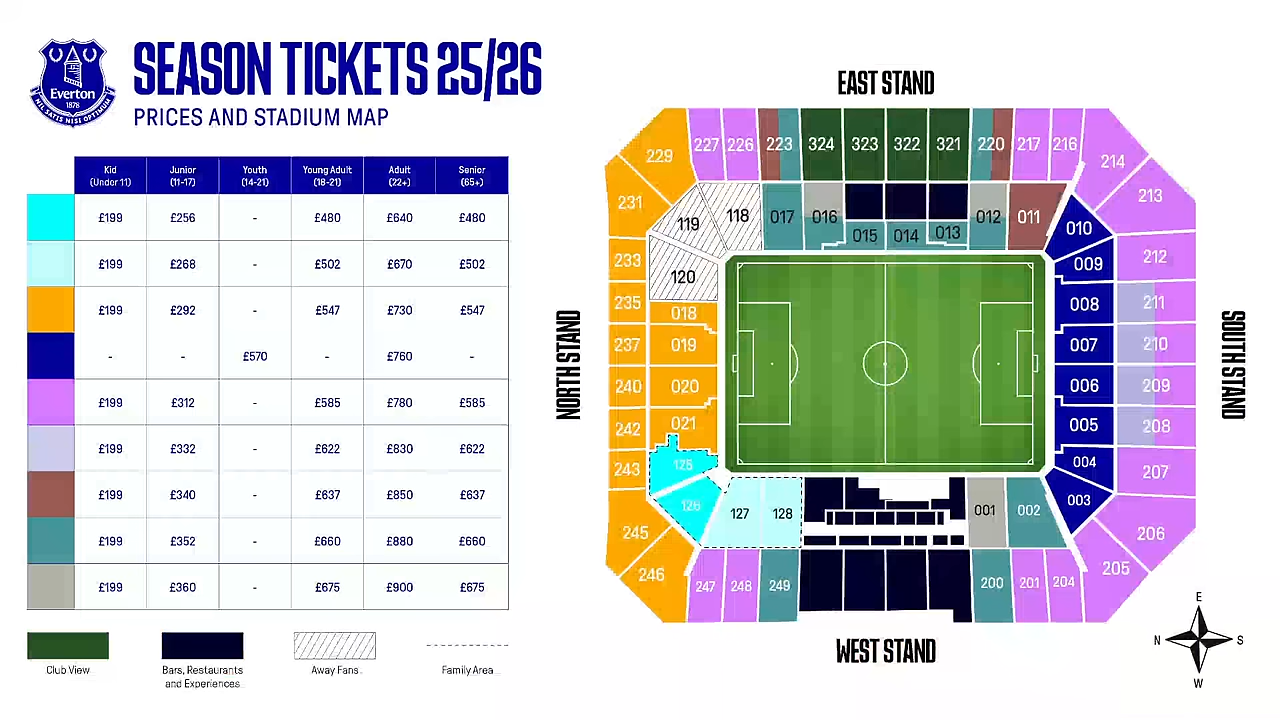 Everton
1878
NIL SATIS NISI OPTIMUM
SEASON TICKETS 25/26
PRICES AND STADIUM MAP
Kid (Under 11) Junior (11-17) Youth (14-21) Young Adult (18-21) Adult (22+) Senior (65+)
£199 £256 - £480 £640 £480
£199 £268 - £502 £670 £502
£199 £292 - £547 £730 £547
- - £570 - £760 -
£199 £312 - £585 £780 £585
£199 £332 - £622 £830 £622
£199 £340 - £637 £850 £637
£199 £352 - £660 £880 £660
£199 £360 - £675 £900 £675
Club View
Bars, Restaurants
and Experiences
Away Fans
Family Area
EAST STAND
229 227 226 223 324 323 322 321 220 217 216 214
231 119 118 017 016 015 014 013 012 011 010 213
233 120 009 212
235 018 008 211
237 019 007 210
240 020 006 209
242 021 005 208
243 125 004 207
126 127 128 001 002 003
245 206
246 247 248 249 200 201 204 205
NORTH STAND
SOUTH STAND
WEST STAND
E
N S
W